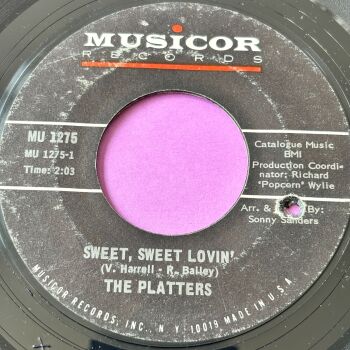 MUSICOR
RECORDS
MU 1275
MU 1275-1
Time: 2:03
Catalogue Music
BMI
Production Coordi-
nator; Richard
"Popcorn" Wylie
Arr. & By:
Sonny Sanders
SWEET, SWEET LOVIN'
(V. Harrell - R. Bailey)
THE PLATTERS
MUSICOR RECORDS, INC., N. Y. 10019 MADE IN U.S.A.